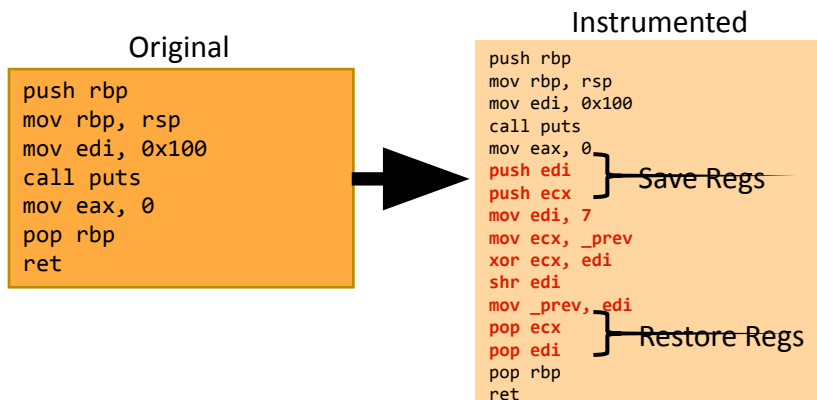 Original
push rbp
mov rbp, rsp
mov edi, 0x100
call puts
mov eax, 0
pop rbp
ret
Instrumented
push rbp
mov rbp, rsp
mov edi, 0x100
call puts
mov eax, 0
push edi
push ecx
Save Regs
mov edi, 7
mov ecx, _prev
xor ecx, edi
shr edi
mov _prev, edi
pop ecx
pop edi
Restore Regs
pop rbp
ret